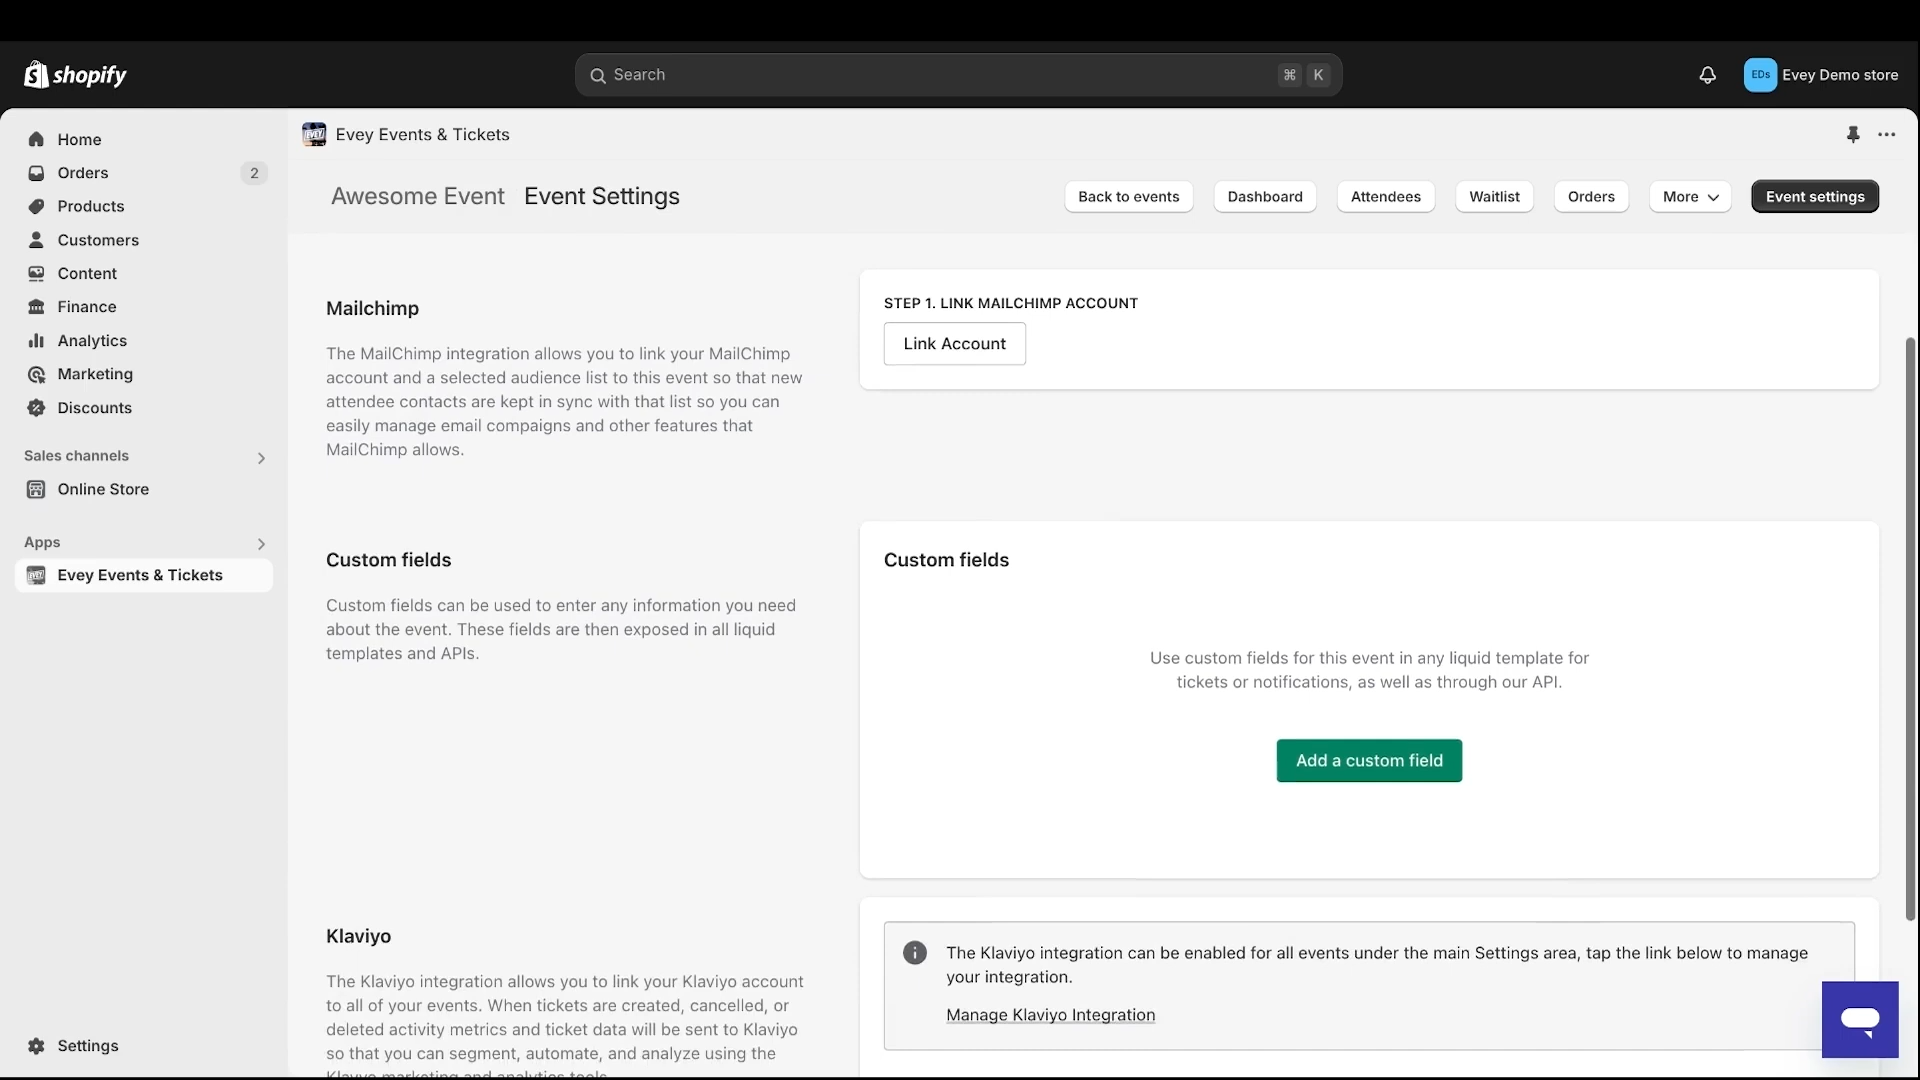 shopify
Search
⌘ K
EDs
Evey Demo store
Home
Orders
2
Products
Customers
Content
Finance
Analytics
Marketing
Discounts
Sales channels
Online Store
Apps
Evey Events & Tickets
Settings
EVEY Evey Events & Tickets
Awesome Event Event Settings
Back to events
Dashboard
Attendees
Waitlist
Orders
More
Event settings
Mailchimp
The MailChimp integration allows you to link your MailChimp
account and a selected audience list to this event so that new
attendee contacts are kept in sync with that list so you can
easily manage email compaigns and other features that
MailChimp allows.
STEP 1. LINK MAILCHIMP ACCOUNT
Link Account
Custom fields
Custom fields can be used to enter any information you need
about the event. These fields are then exposed in all liquid
templates and APIs.
Custom fields
Use custom fields for this event in any liquid template for
tickets or notifications, as well as through our API.
Add a custom field
Klaviyo
The Klaviyo integration allows you to link your Klaviyo account
to all of your events. When tickets are created, cancelled, or
deleted activity metrics and ticket data will be sent to Klaviyo
so that you can segment, automate, and analyze using the
Klavyo marketing and analytics tools.
The Klaviyo integration can be enabled for all events under the main Settings area, tap the link below to manage
your integration.
Manage Klaviyo Integration